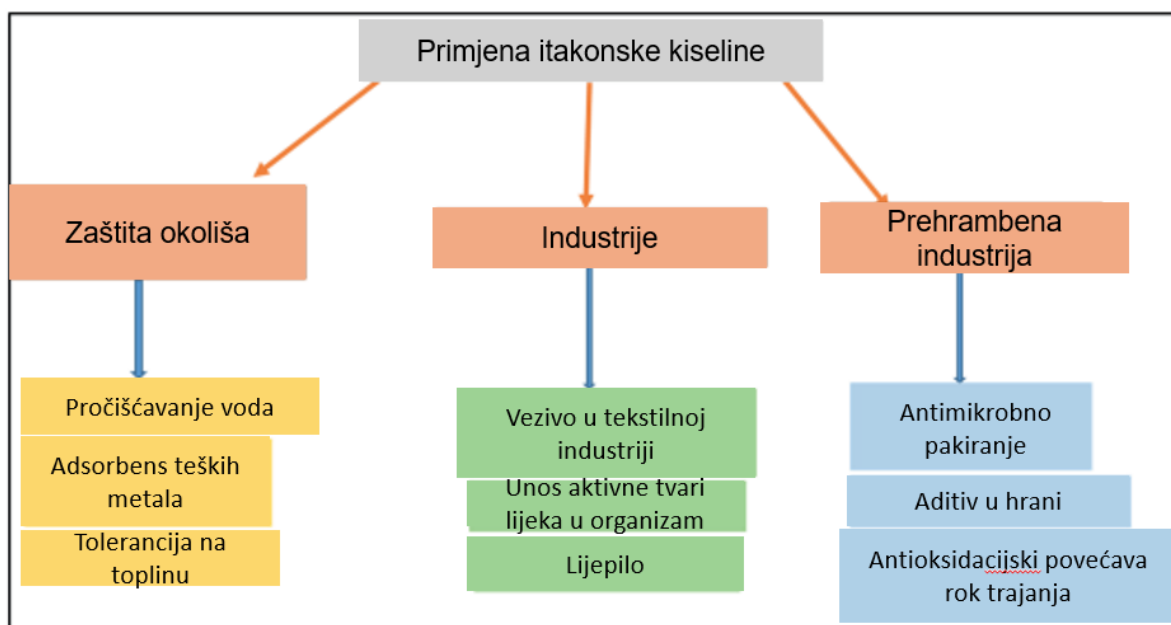 Primjena itakonske kiseline
Zaštita okoliša
Industrije
Prehrambena
industrija
Pročišćavanje voda
Adsorbens teških
metala
Tolerancija na
toplinu
Vezivo u tekstilnoj
industriji
Unos aktivne tvari
lijeka u organizam
Lijepilo
Antimikrobno
pakiranje
Aditiv u hrani
Antioksidacijski povećava
rok trajanja